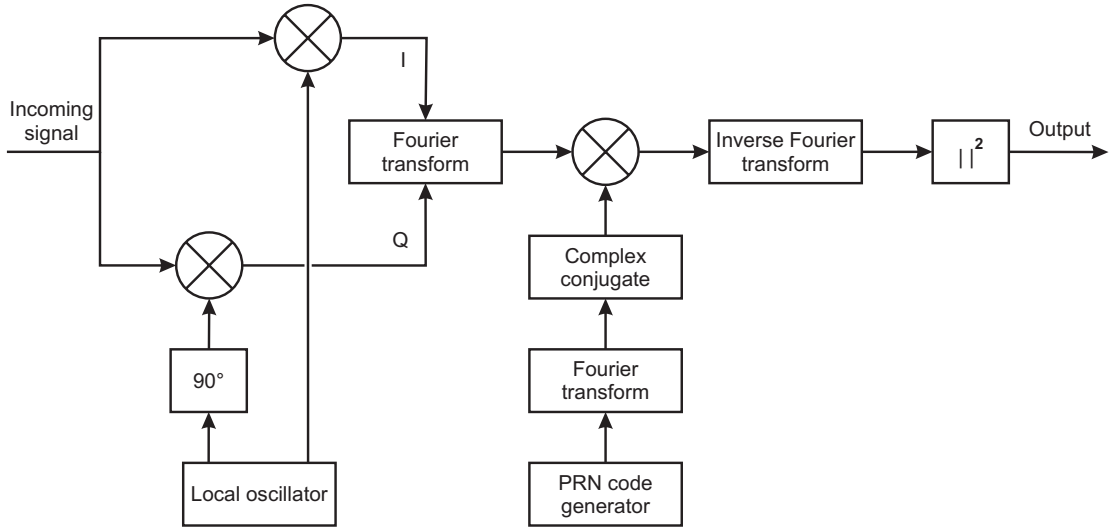 Incoming
signal
I
Q
90°
Local oscillator
Fourier
transform
Complex
conjugate
Fourier
transform
PRN code
generator
Inverse Fourier
transform
| |²
Output